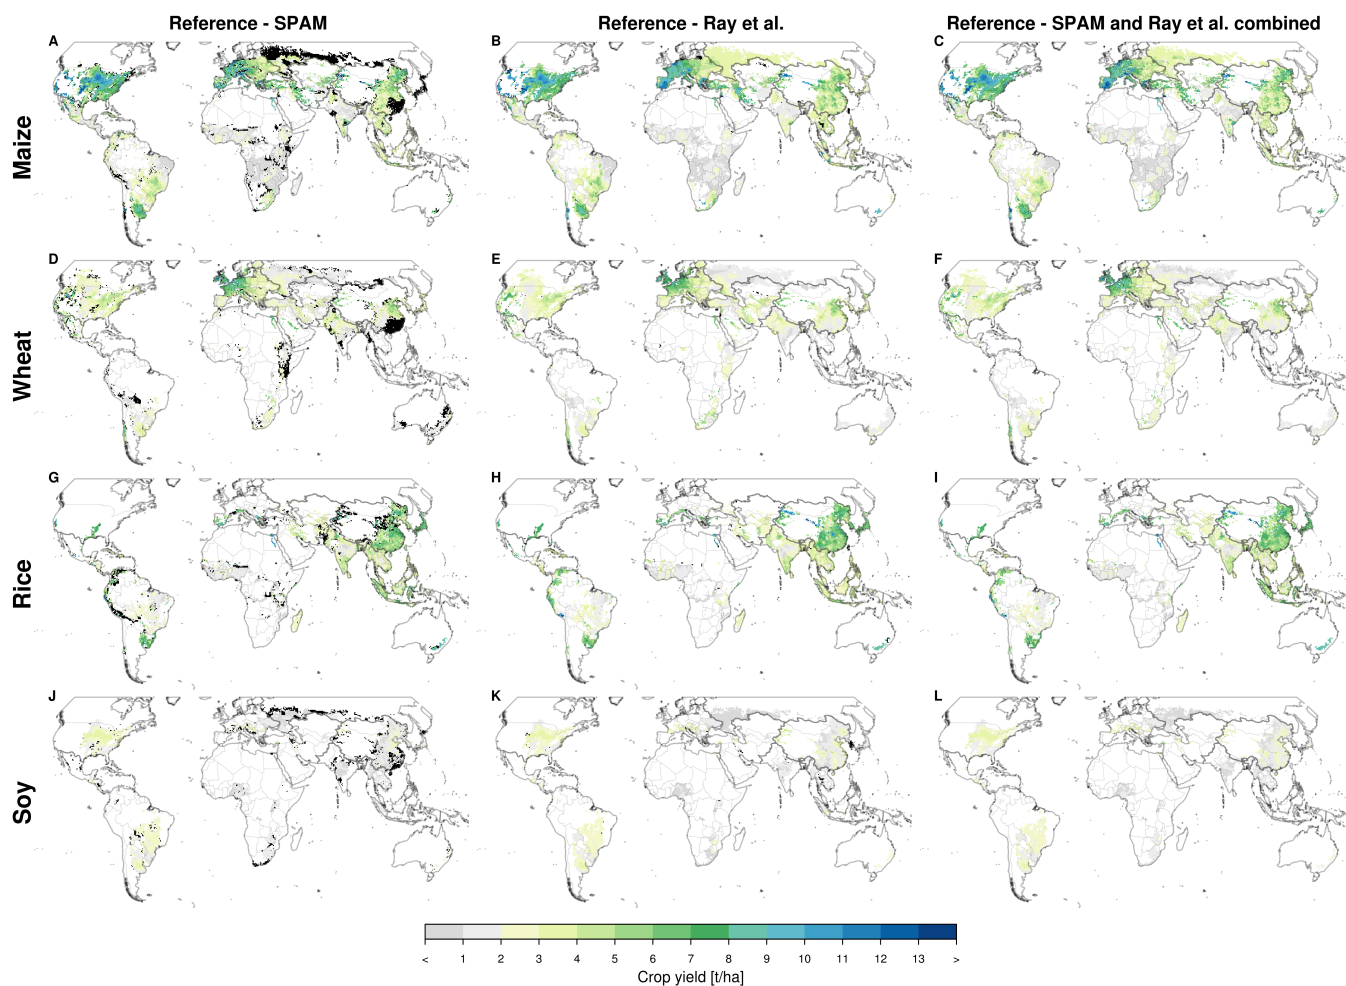 Reference - SPAM
Reference - Ray et al.
Reference - SPAM and Ray et al. combined
A
B
C
Maize
D
E
F
Wheat
G
H
I
Rice
J
K
L
Soy
< 1 2 3 4 5 6 7 8 9 10 11 12 13 >
Crop yield [t/ha]